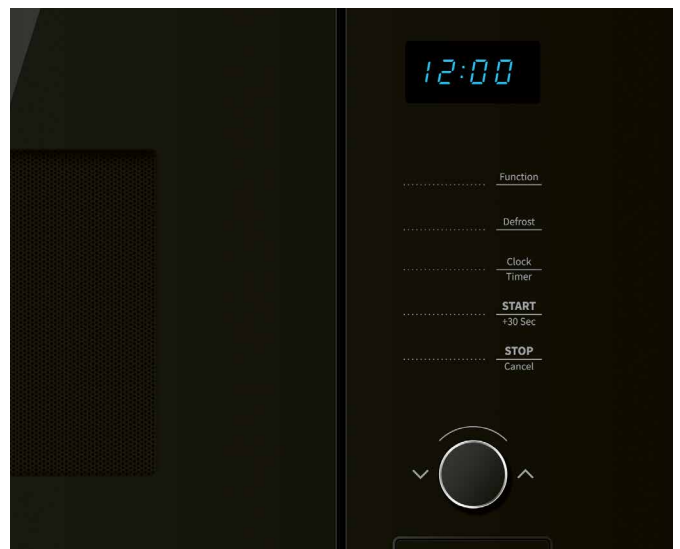 12:00
Function
Defrost
Clock
Timer
START
+30 Sec
STOP
Cancel